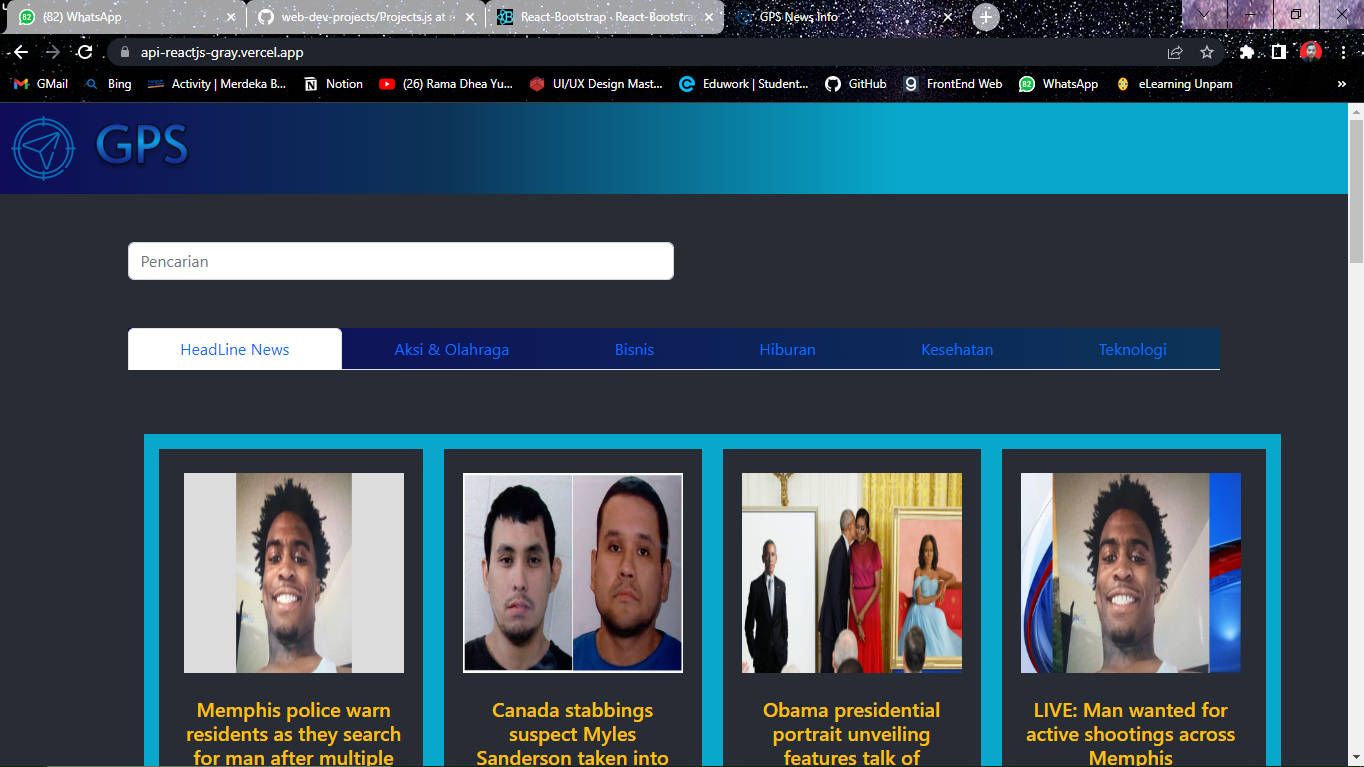 (82) WhatsApp
web-dev-projects/Projects.js at
React-Bootstrap · React-Bootstra
GPS News Info
api-reactjs-gray.vercel.app
GMail
Bing
Activity | Merdeka B...
Notion
(26) Rama Dhea Yu...
UI/UX Design Mast...
Eduwork | Student...
GitHub
FrontEnd Web
WhatsApp
eLearning Unpam
»
GPS
Pencarian
HeadLine News
Aksi & Olahraga
Bisnis
Hiburan
Kesehatan
Teknologi
Memphis police warn
residents as they search
for man after multiple
Canada stabbings
suspect Myles
Sanderson taken into
Obama presidential
portrait unveiling
features talk of
LIVE: Man wanted for
active shootings across
Memphis